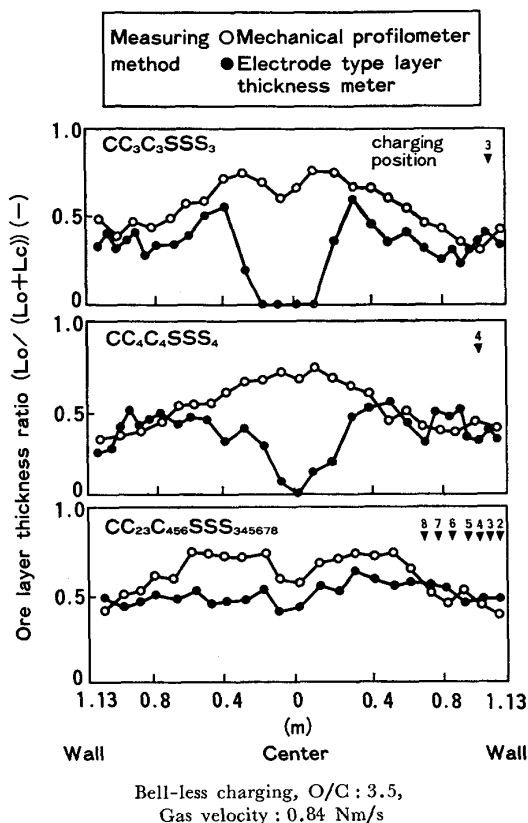 Measuring method
○ Mechanical profilometer
● Electrode type layer thickness meter
Ore layer thickness ratio (Lo/ (Lo+Lc)) (—)
1.0
CC₃C₃SSS₃
charging position
3
0.5
0
1.0
CC₄C₄SSS₄
4
0.5
0
1.0
CC₂₃C₄₅₆SSS₃₄₅₆₇₈
8 7 6 5 4 3 2
0.5
0
1.13 0.8 0.4 0 0.4 0.8 1.13
(m)
Wall Center Wall
Bell-less charging, O/C : 3.5,
Gas velocity : 0.84 Nm/s